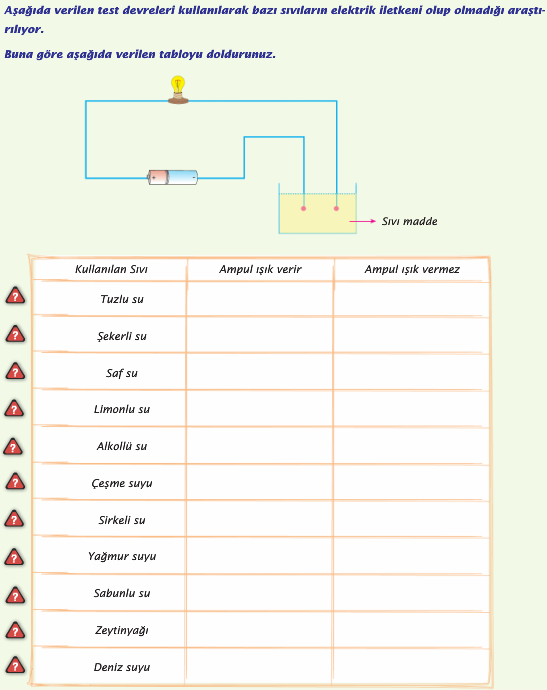 Aşağıda verilen test devreleri kullanılarak bazı sıvıların elektrik iletkeni olup olmadığı araştı-
rılıyor.
Buna göre aşağıda verilen tabloyu doldurunuz.
+ -
Sıvı madde
Kullanılan Sıvı Ampul ışık verir Ampul ışık vermez
? Tuzlu su
? Şekerli su
? Saf su
? Limonlu su
? Alkollü su
? Çeşme suyu
? Sirkeli su
? Yağmur suyu
? Sabunlu su
? Zeytinyağı
? Deniz suyu